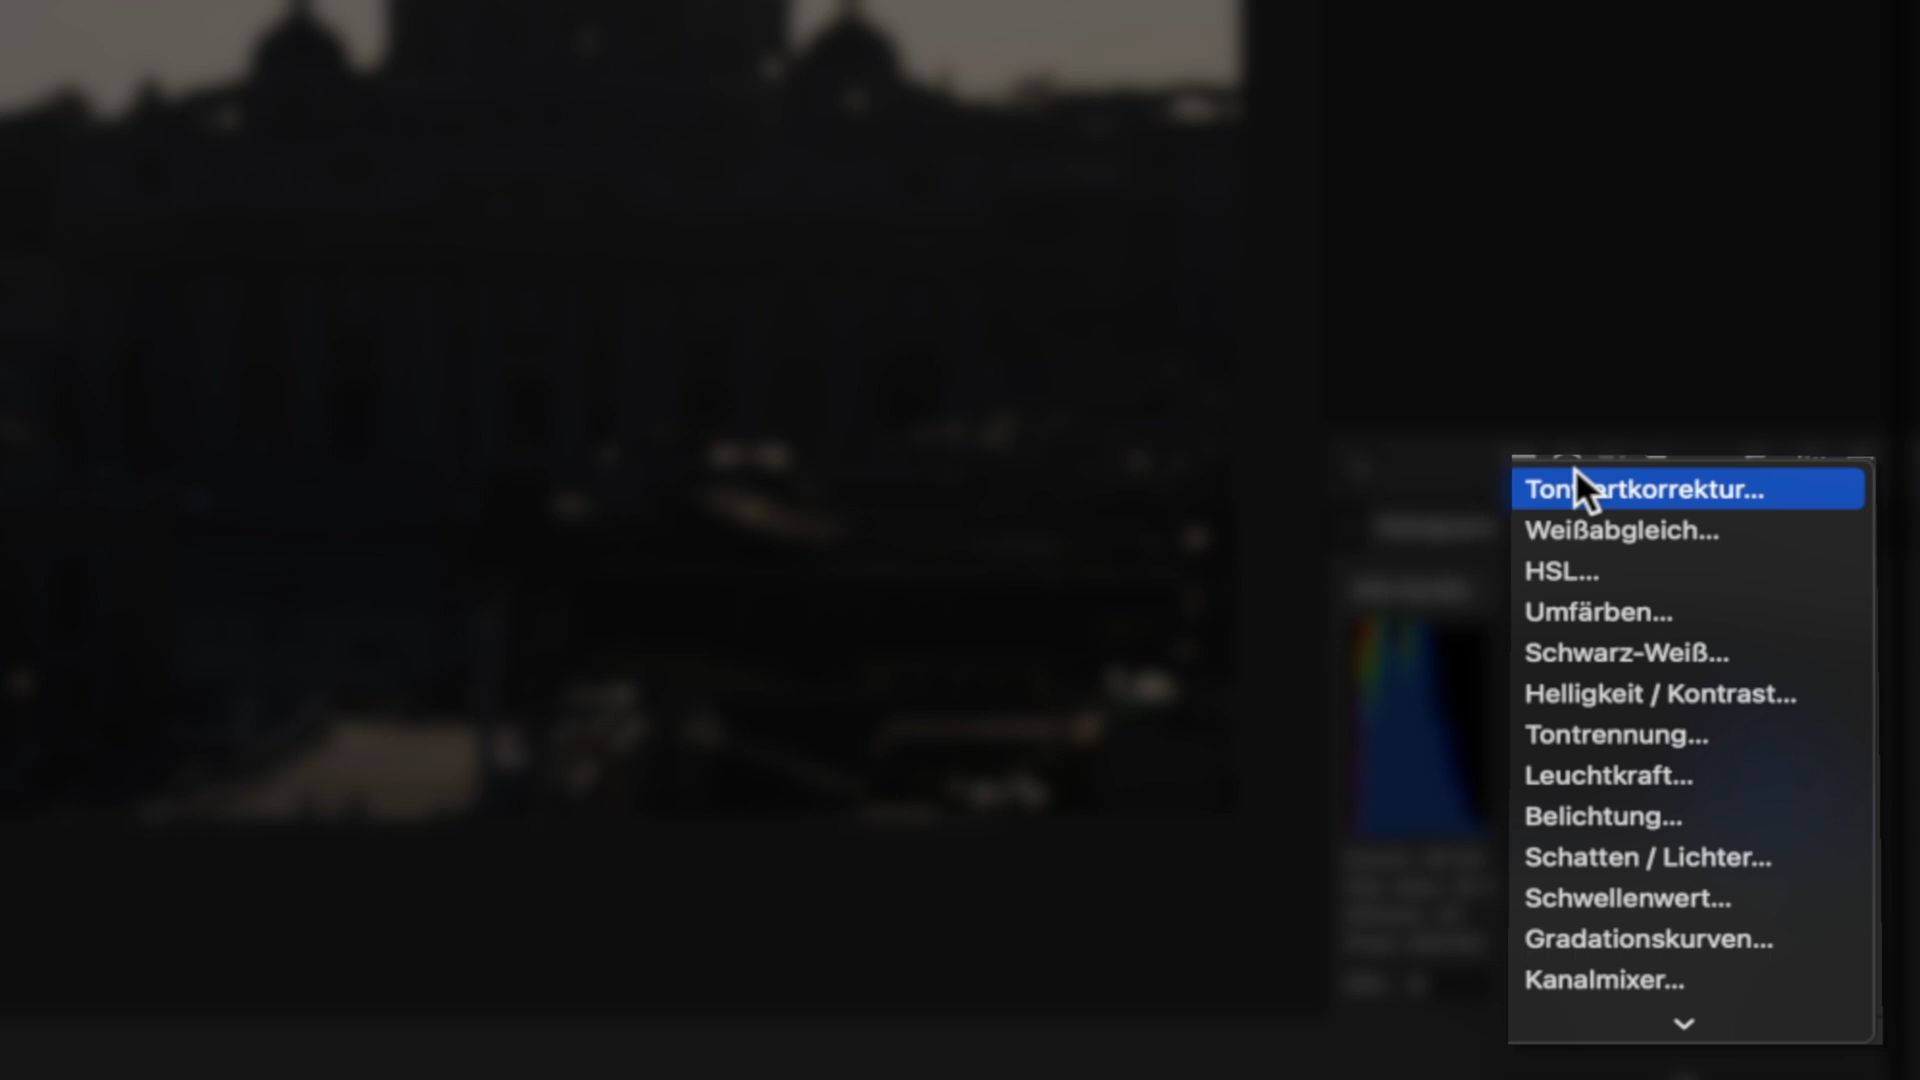 Tonwertkorrektur...
Weißabgleich...
HSL...
Umfärben...
Schwarz-Weiß...
Helligkeit / Kontrast...
Tontrennung...
Leuchtkraft...
Belichtung...
Schatten / Lichter...
Schwellenwert...
Gradationskurven...
Kanalmixer...